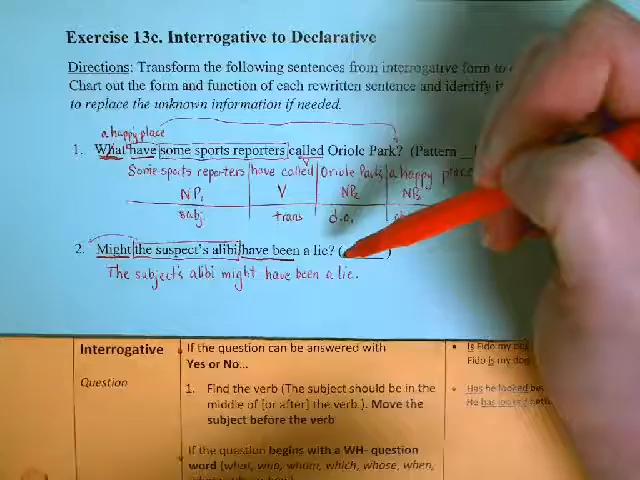 Exercise 13c. Interrogative to Declarative
Directions: Transform the following sentences from interrogative form to
Chart out the form and function of each rewritten sentence and identify
to replace the unknown information if needed.
a happy place
1. What have some sports reporters called Oriole Park? (Pattern
Some sports reporters have called Oriole Park a happy place
NP1 V NP2 NP3
subj trans d.o.
2. Might the suspect's alibi have been a lie? (
The subject's alibi might have been a lie.
Interrogative
Question
If the question can be answered with
Yes or No...
1. Find the verb (The subject should be in the
middle of [or after] the verb.). Move the
subject before the verb
If the question begins with a WH- question
word (what, who, whom, which, whose, when,
• Is Fido my dog
Fido is my dog
• Has he looked
He has looked